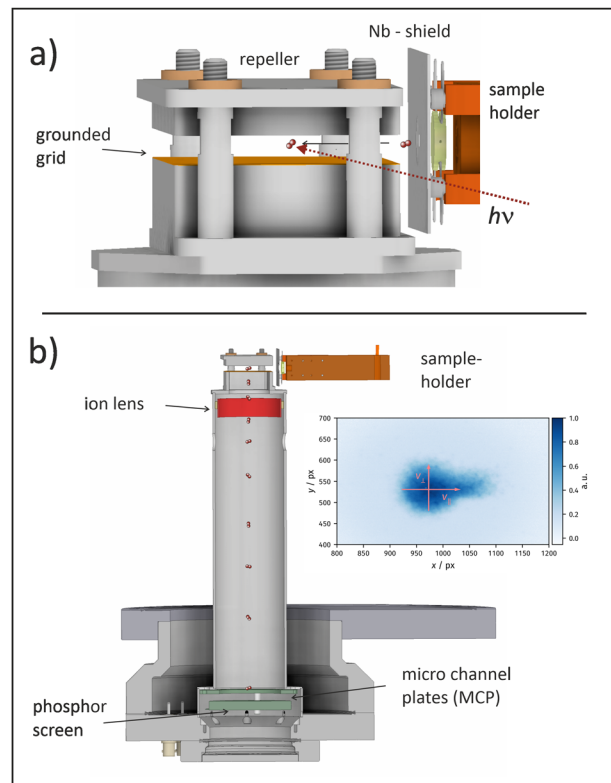 a)
Nb - shield
repeller
sample
holder
grounded
grid
hν
b)
sample-
holder
ion lens
700
650
600
550
500
450
400
y / px
v⊥
800 850 900 950 1000 1050 1100 1150 1200
x / px
1.0
0.8
0.6
0.4
0.2
0.0
a. u.
micro channel
plates (MCP)
phosphor
screen